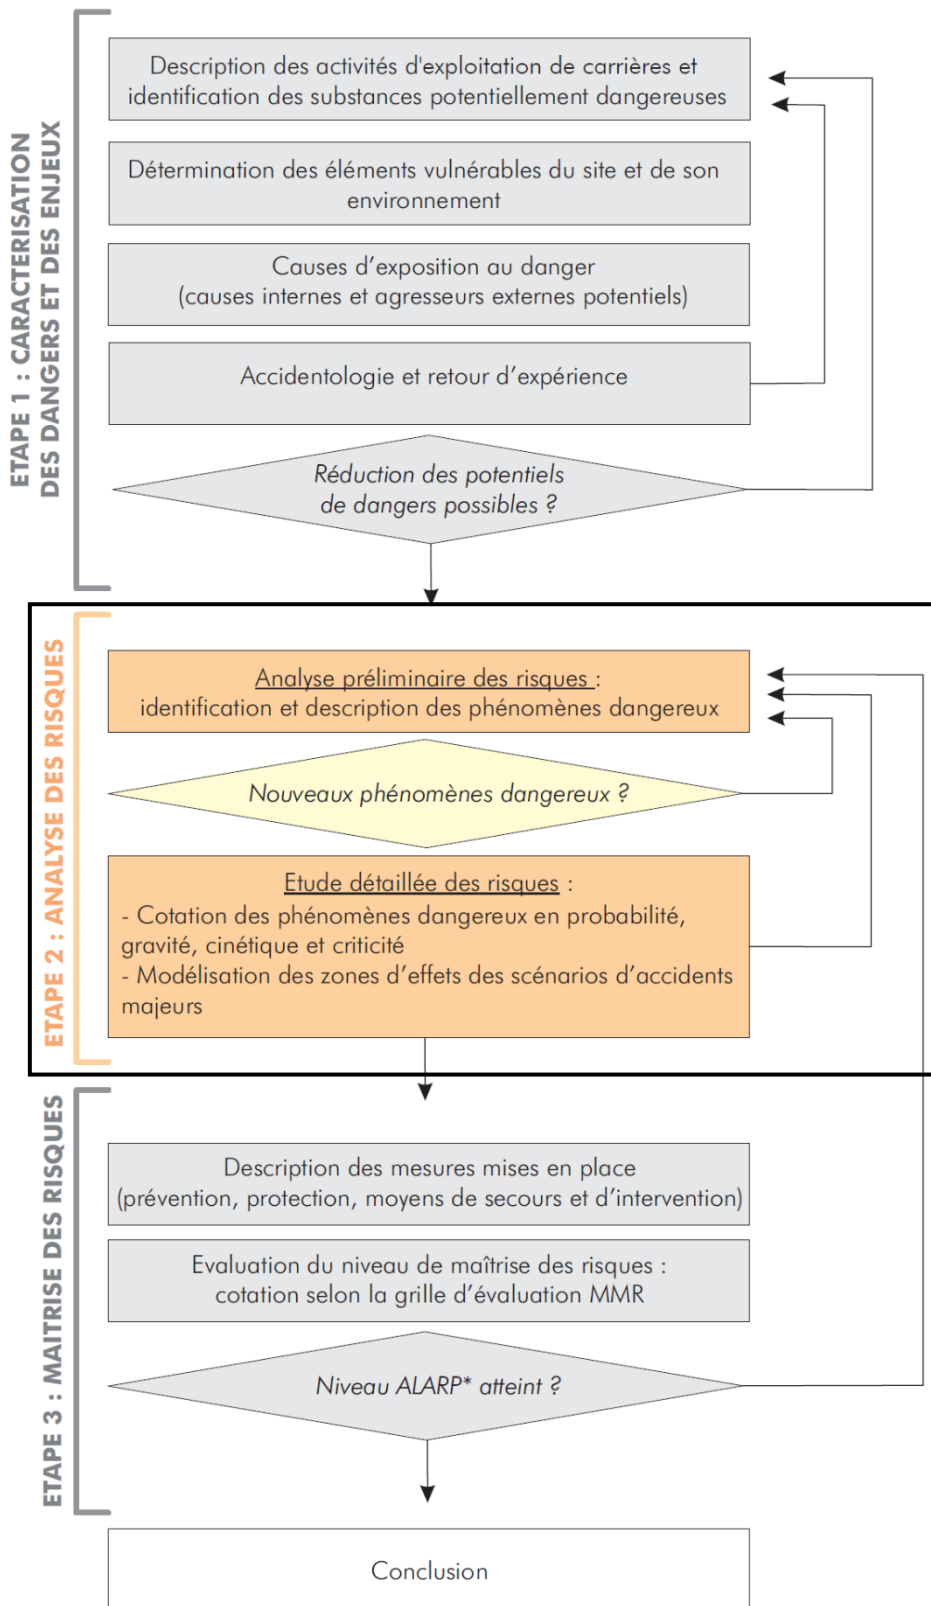 ETAPE 1 : CARACTERISATION
DES DANGERS ET DES ENJEUX
Description des activités d'exploitation de carrières et
identification des substances potentiellement dangereuses
Détermination des éléments vulnérables du site et de son
environnement
Causes d’exposition au danger
(causes internes et agresseurs externes potentiels)
Accidentologie et retour d’expérience
Réduction des potentiels
de dangers possibles ?
ETAPE 2 : ANALYSE DES RISQUES
Analyse préliminaire des risques :
identification et description des phénomènes dangereux
Nouveaux phénomènes dangereux ?
Etude détaillée des risques :
- Cotation des phénomènes dangereux en probabilité,
gravité, cinétique et criticité
- Modélisation des zones d’effets des scénarios d’accidents
majeurs
ETAPE 3 : MAITRISE DES RISQUES
Description des mesures mises en place
(prévention, protection, moyens de secours et d’intervention)
Evaluation du niveau de maîtrise des risques :
cotation selon la grille d’évaluation MMR
Niveau ALARP* atteint ?
Conclusion